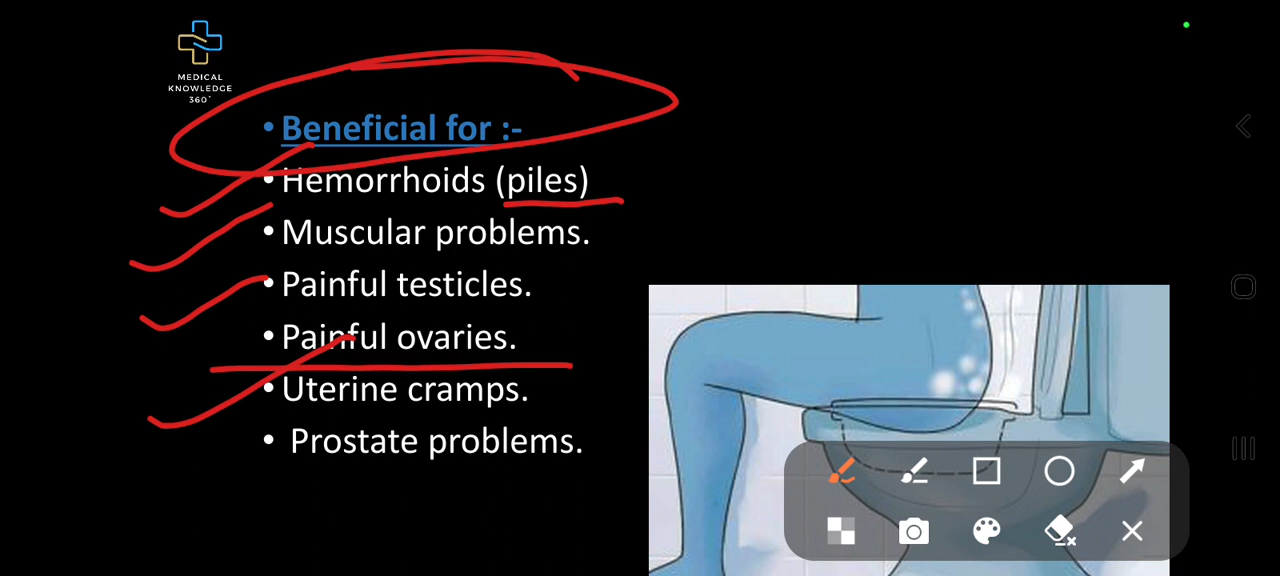 MEDICAL
KNOWLEDGE
360°
• Beneficial for :-
• Hemorrhoids (piles)
• Muscular problems.
• Painful testicles.
• Painful ovaries.
• Uterine cramps.
• Prostate problems.